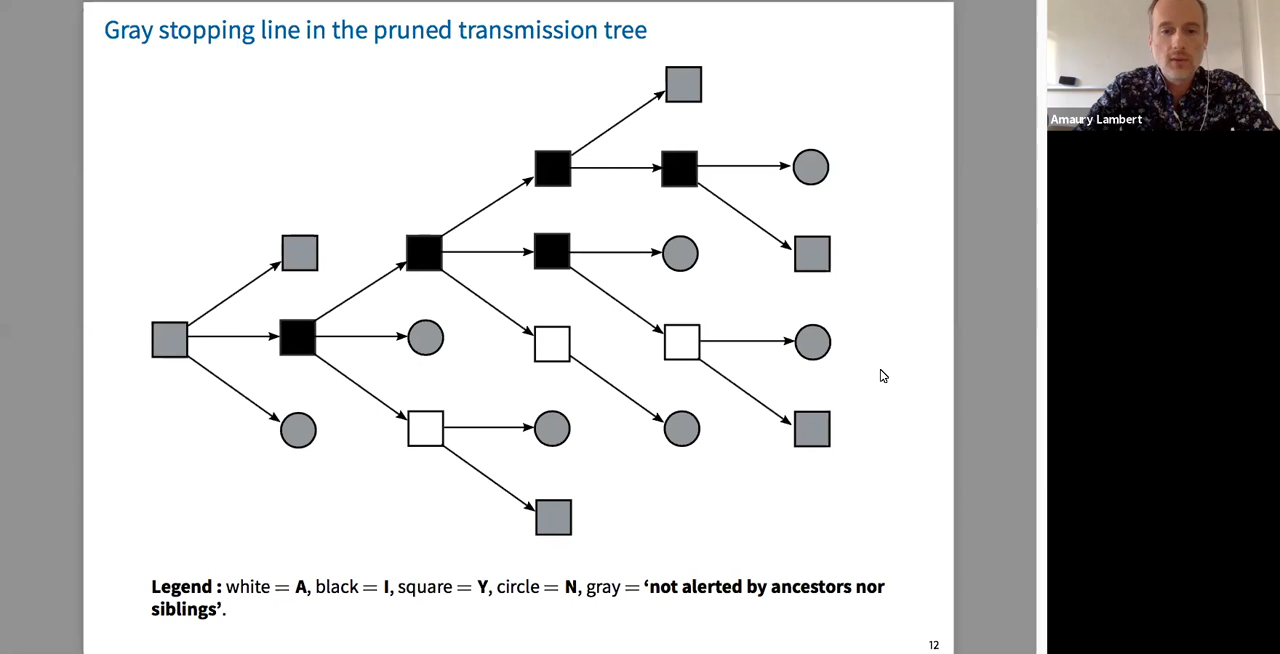 Gray stopping line in the pruned transmission tree
Amaury Lambert
Legend : white = A, black = I, square = Y, circle = N, gray = ‘not alerted by ancestors nor
siblings’.
12